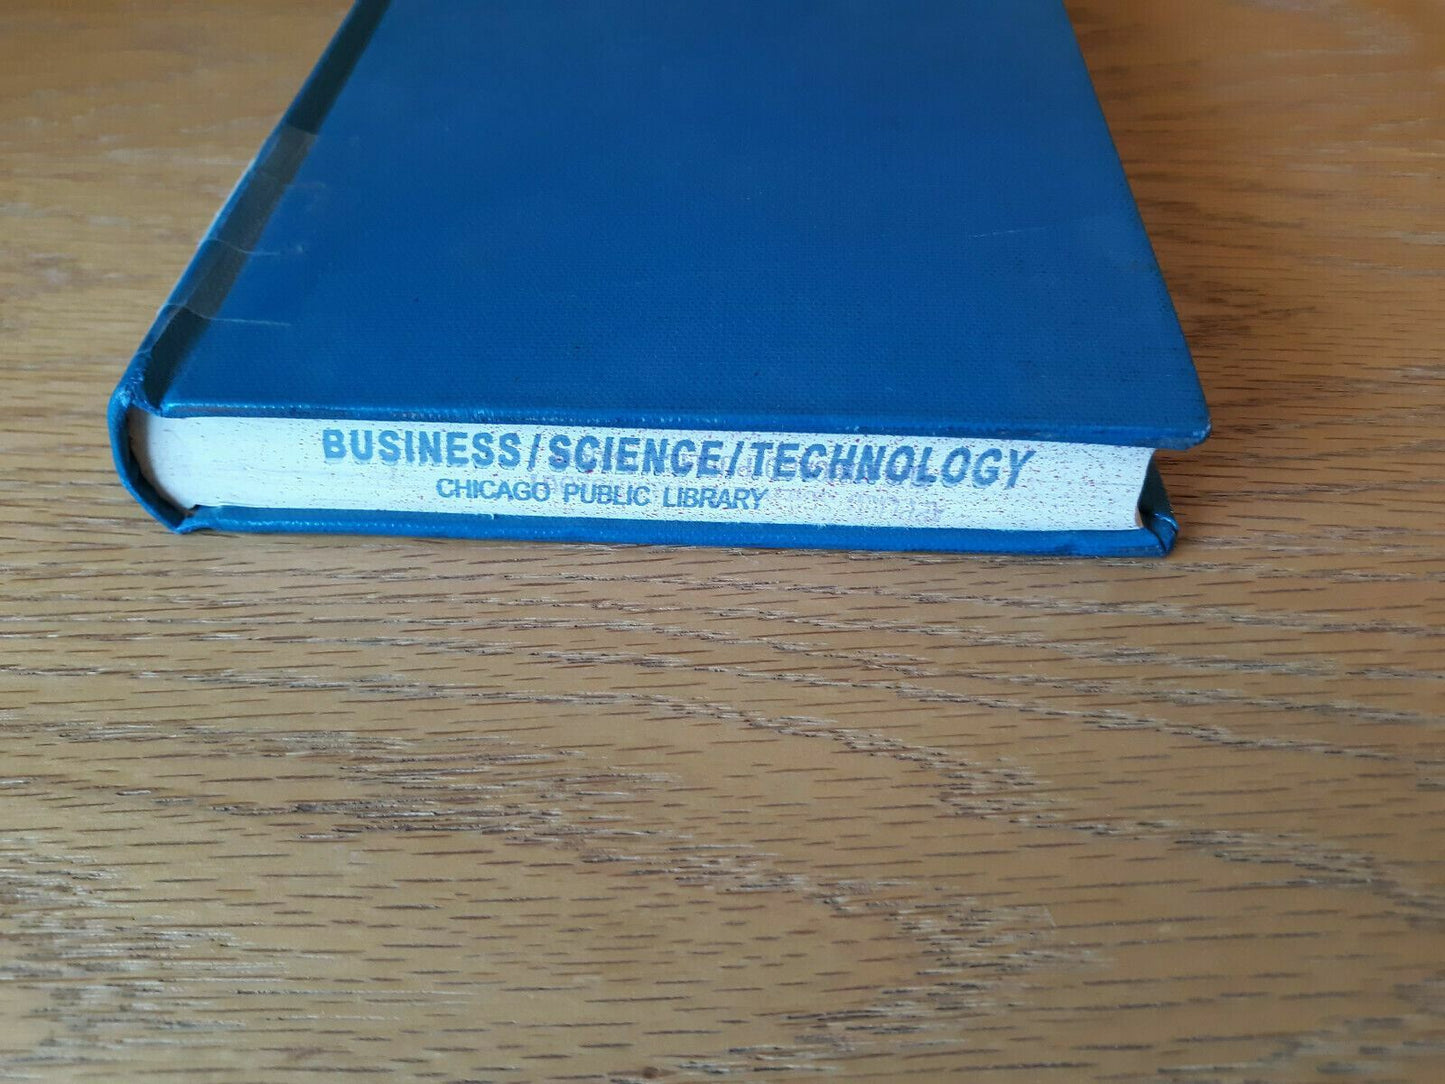 BUSINESS/SCIENCE/TECHNOLOGY
CHICAGO PUBLIC LIBRARY